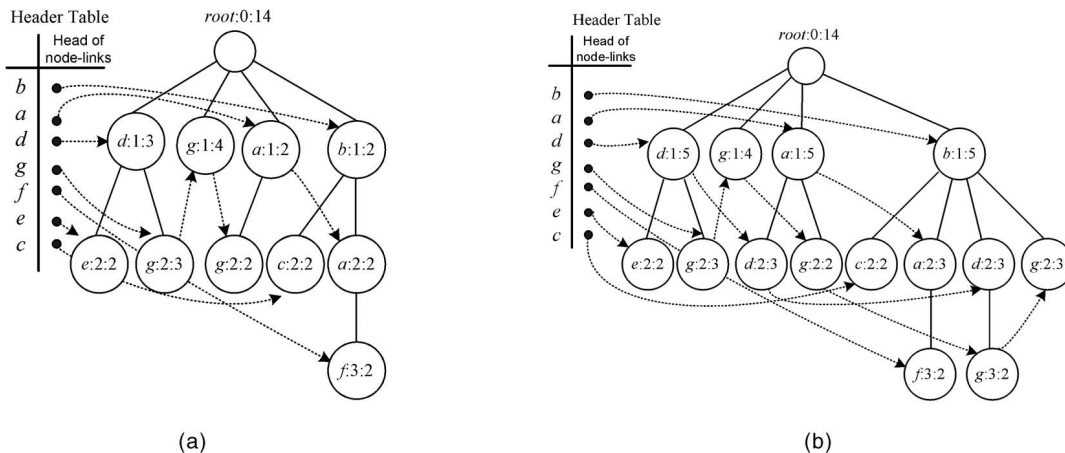 Header Table
root:0:14
Head of
node-links
b
a
d
g
f
e
c
d:1:3
g:1:4
a:1:2
b:1:2
e:2:2
g:2:3
g:2:2
c:2:2
a:2:2
f:3:2
(a)
Header Table
root:0:14
Head of
node-links
b
a
d
g
f
e
c
d:1:5
g:1:4
a:1:5
b:1:5
e:2:2
g:2:3
d:2:3
g:2:2
c:2:2
a:2:3
d:2:3
g:2:3
f:3:2
g:3:2
(b)